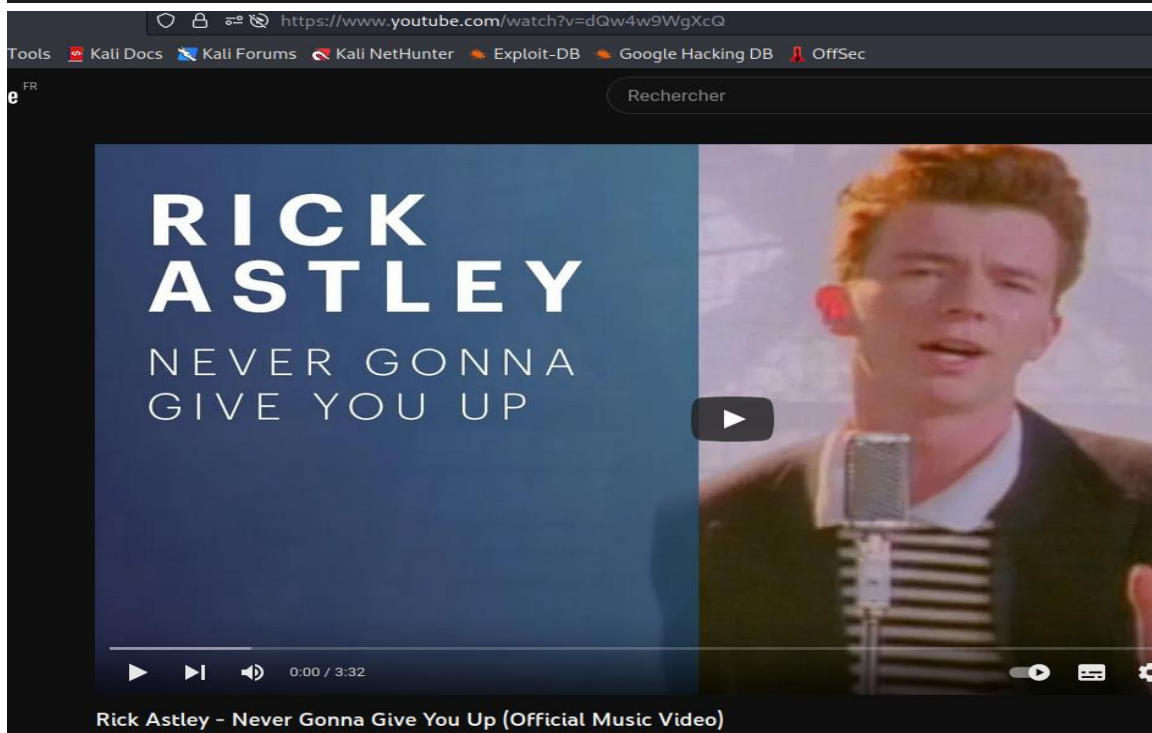 https://www.youtube.com/watch?v=dQw4w9WgXcQ
Tools Kali Docs Kali Forums Kali NetHunter Exploit-DB Google Hacking DB OffSec
e FR
Rechercher
RICK
ASTLEY
NEVER GONNA
GIVE YOU UP
0:00 / 3:32
Rick Astley - Never Gonna Give You Up (Official Music Video)